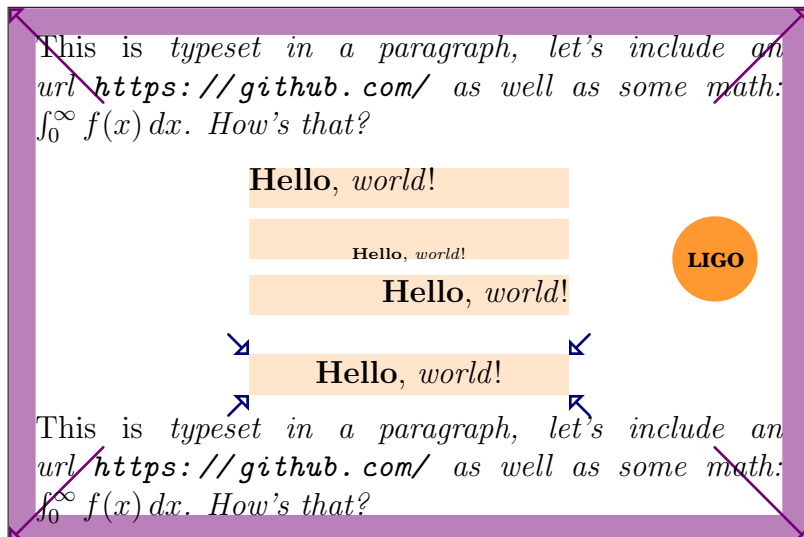 This is typeset in a paragraph, let's include an
url https://github.com/ as well as some math:
∫₀^∞ f(x) dx. How's that?
Hello, world!
Hello, world!
LIGO
Hello, world!
Hello, world!
This is typeset in a paragraph, let's include an
url https://github.com/ as well as some math:
∫₀^∞ f(x) dx. How's that?